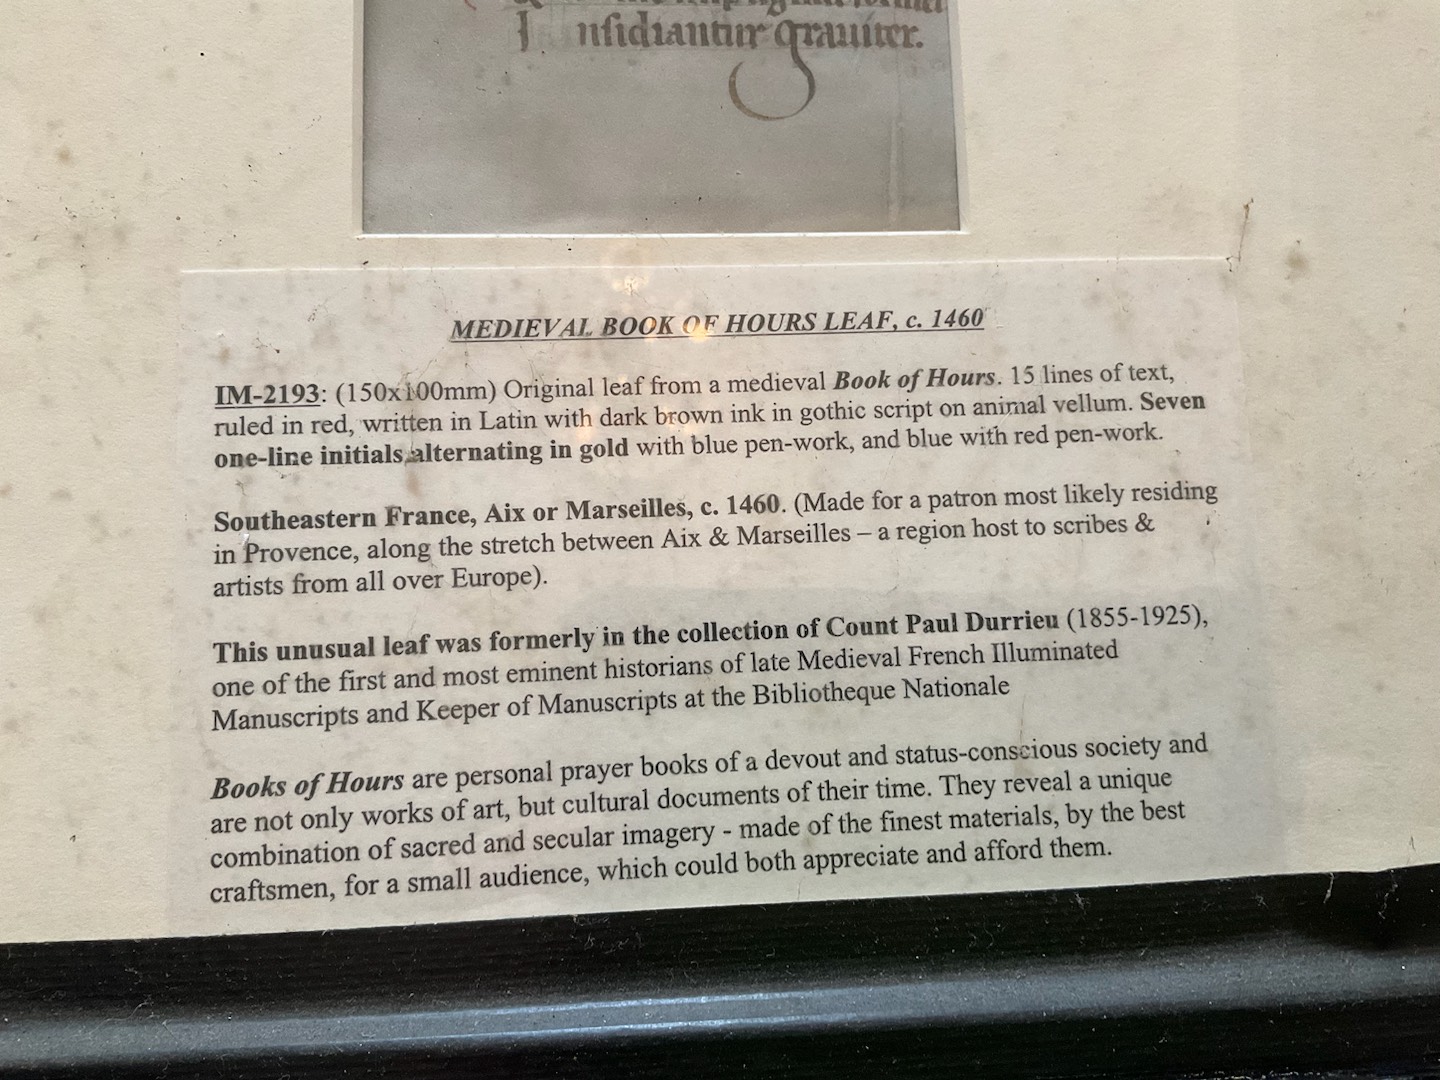 Insidiantur graviter.
MEDIEVAL BOOK OF HOURS LEAF, c. 1460
IM-2193: (150x100mm) Original leaf from a medieval Book of Hours. 15 lines of text,
ruled in red, written in Latin with dark brown ink in gothic script on animal vellum. Seven
one-line initials alternating in gold with blue pen-work, and blue with red pen-work.
Southeastern France, Aix or Marseilles, c. 1460. (Made for a patron most likely residing
in Provence, along the stretch between Aix & Marseilles – a region host to scribes &
artists from all over Europe).
This unusual leaf was formerly in the collection of Count Paul Durrieu (1855-1925),
one of the first and most eminent historians of late Medieval French Illuminated
Manuscripts and Keeper of Manuscripts at the Bibliotheque Nationale
Books of Hours are personal prayer books of a devout and status-conscious society and
are not only works of art, but cultural documents of their time. They reveal a unique
combination of sacred and secular imagery - made of the finest materials, by the best
craftsmen, for a small audience, which could both appreciate and afford them.